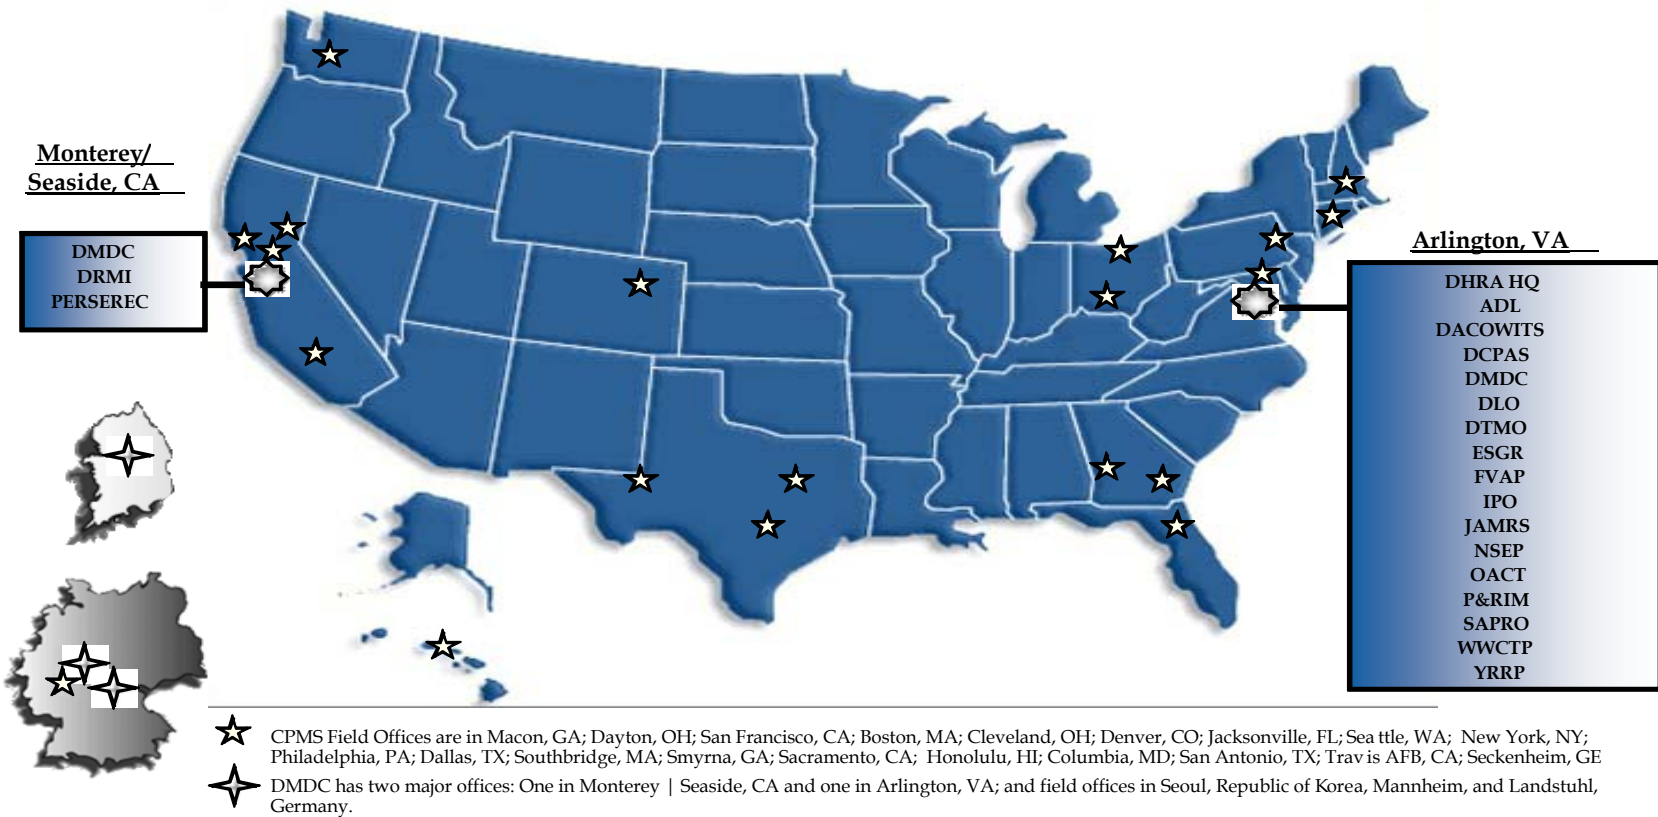 Monterey/
Seaside, CA
DMDC
DRMI
PERSEREC
Arlington, VA
DHRA HQ
ADL
DACOWITS
DCPAS
DMDC
DLO
DTMO
ESGR
FVAP
IPO
JAMRS
NSEP
OACT
P&RIM
SAPRO
WWCTP
YRRP
CPMS Field Offices are in Macon, GA; Dayton, OH; San Francisco, CA; Boston, MA; Cleveland, OH; Denver, CO; Jacksonville, FL; Sea ttle, WA; New York, NY;
Philadelphia, PA; Dallas, TX; Southbridge, MA; Smyrna, GA; Sacramento, CA; Honolulu, HI; Columbia, MD; San Antonio, TX; Trav is AFB, CA; Seckenheim, GE
DMDC has two major offices: One in Monterey | Seaside, CA and one in Arlington, VA; and field offices in Seoul, Republic of Korea, Mannheim, and Landstuhl,
Germany.